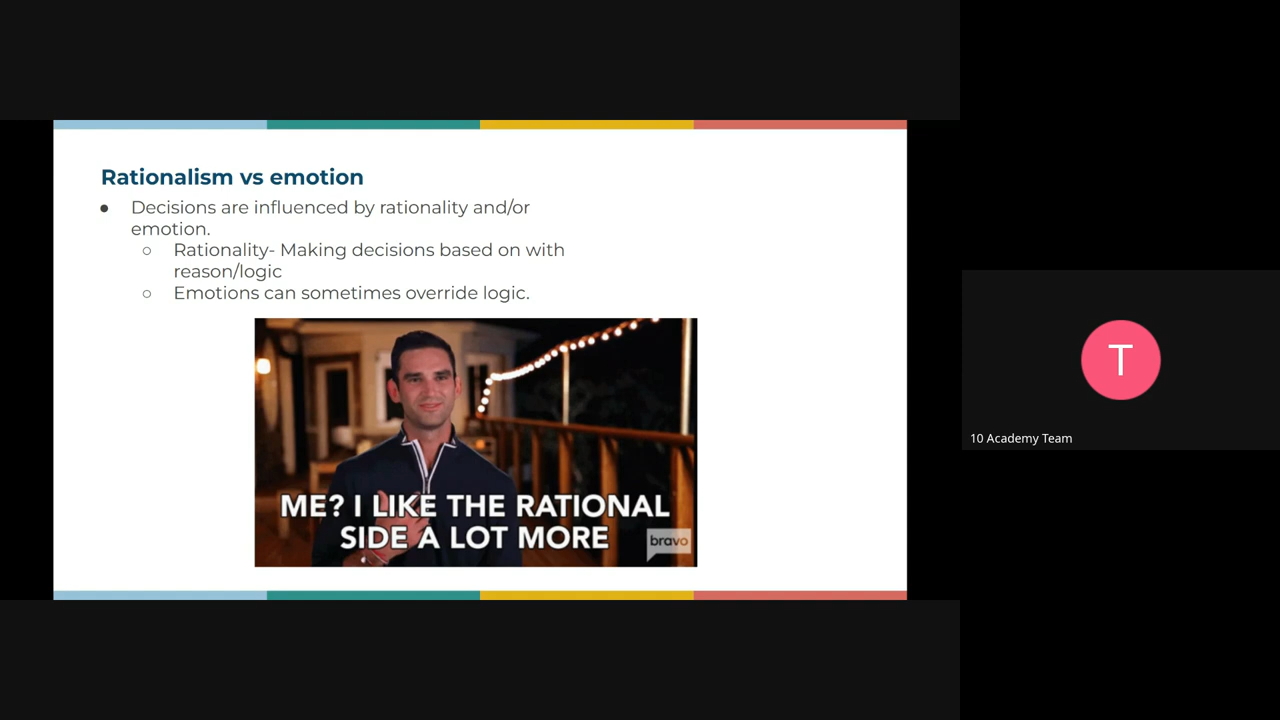 Rationalism vs emotion
● Decisions are influenced by rationality and/or
emotion.
○ Rationality- Making decisions based on with
reason/logic
○ Emotions can sometimes override logic.
ME? I LIKE THE RATIONAL
SIDE A LOT MORE
bravo
T
10 Academy Team